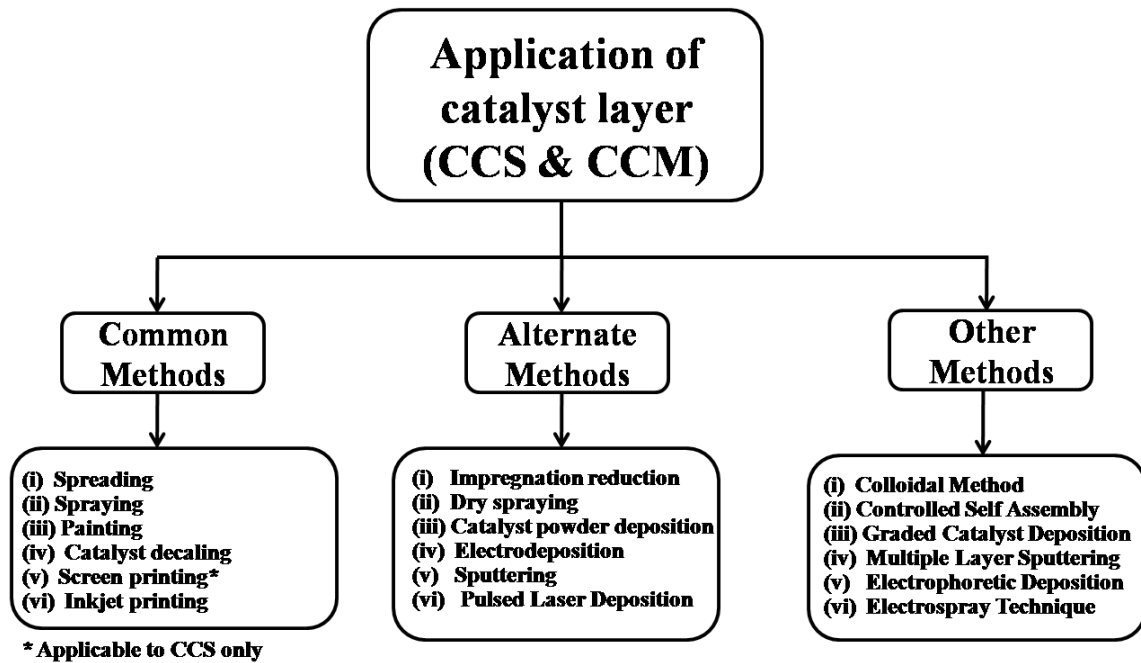 Application of
catalyst layer
(CCS & CCM)
Common
Methods
Alternate
Methods
Other
Methods
(i) Spreading
(ii) Spraying
(iii) Painting
(iv) Catalyst decaling
(v) Screen printing*
(vi) Inkjet printing
* Applicable to CCS only
(i) Impregnation reduction
(ii) Dry spraying
(iii) Catalyst powder deposition
(iv) Electrodeposition
(v) Sputtering
(vi) Pulsed Laser Deposition
(i) Colloidal Method
(ii) Controlled Self Assembly
(iii) Graded Catalyst Deposition
(iv) Multiple Layer Sputtering
(v) Electrophoretic Deposition
(vi) Electrospray Technique